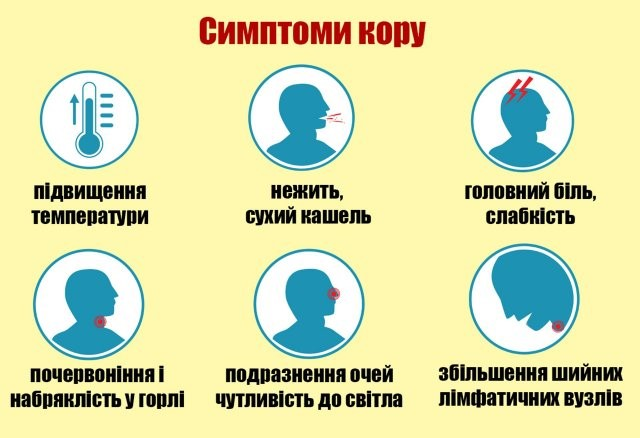 Симптоми кору
підвищення
температури
нежить,
сухий кашель
головний біль,
слабкість
почервоніння і
набряклість у горлі
подразнення очей
чутливість до світла
збільшення шийних
лімфатичних вузлів